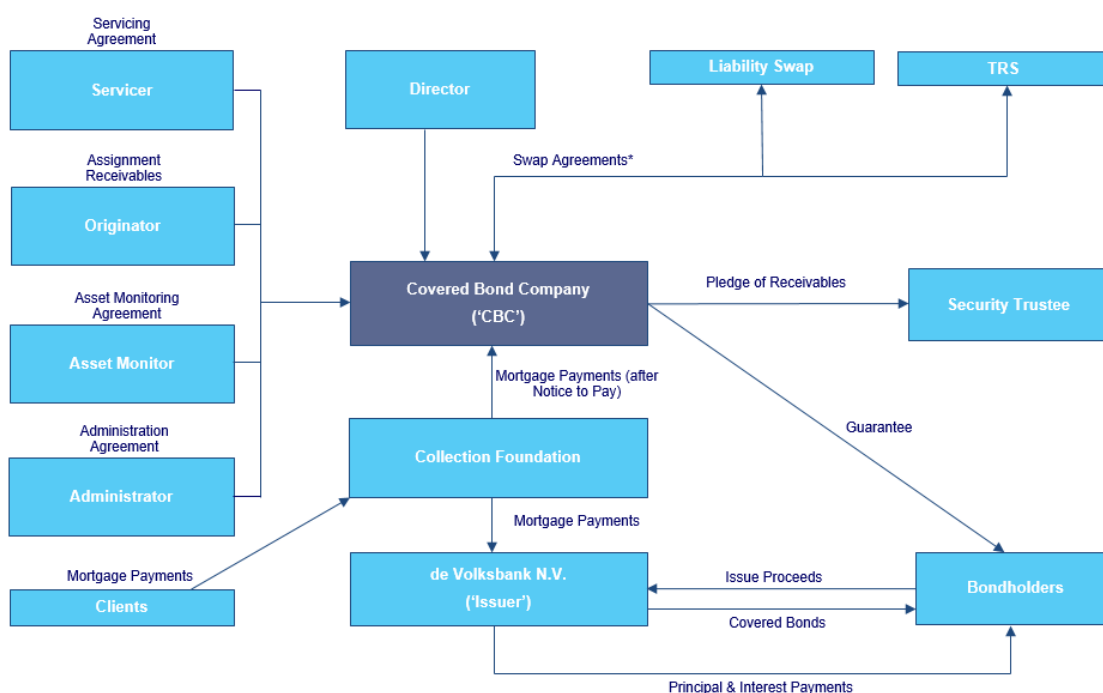 Servicing
Agreement
Servicer
Director
Liability Swap
TRS
Swap Agreements*
Assignment
Receivables
Originator
Covered Bond Company
(‘CBC’)
Pledge of Receivables
Security Trustee
Asset Monitoring
Agreement
Asset Monitor
Mortgage Payments (after
Notice to Pay)
Guarantee
Administration
Agreement
Administrator
Collection Foundation
Mortgage Payments
Mortgage Payments
Clients
de Volksbank N.V.
(‘Issuer’)
Issue Proceeds
Covered Bonds
Bondholders
Principal & Interest Payments